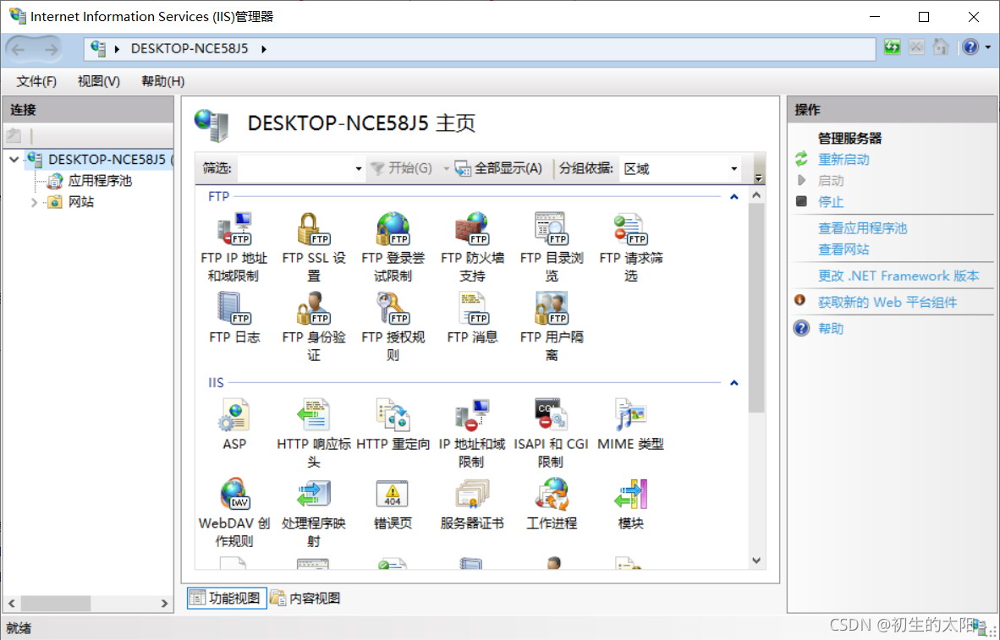 Internet Information Services (IIS)管理器
DESKTOP-NCE58J5
文件(F) 视图(V) 帮助(H)
连接
DESKTOP-NCE58J5 (
应用程序池
网站
DESKTOP-NCE58J5 主页
筛选: 开始(G) 全部显示(A) 分组依据: 区域
FTP
FTP IP 地址
和域限制
FTP SSL 设
置
FTP 登录尝
试限制
FTP 防火墙
支持
FTP 目录浏
览
FTP 请求筛
选
FTP 日志
FTP 身份验
证
FTP 授权规
则
FTP 消息
FTP 用户隔
离
IIS
ASP
HTTP 响应标
头
HTTP 重定向
IP 地址和域
限制
ISAPI 和 CGI
限制
MIME 类型
WebDAV 创
作规则
处理程序映
射
错误页
服务器证书
工作进程
模块
功能视图 内容视图
操作
管理服务器
重新启动
启动
停止
查看应用程序池
查看网站
更改 .NET Framework 版本
获取新的 Web 平台组件
帮助
就绪
CSDN @初生的太阳